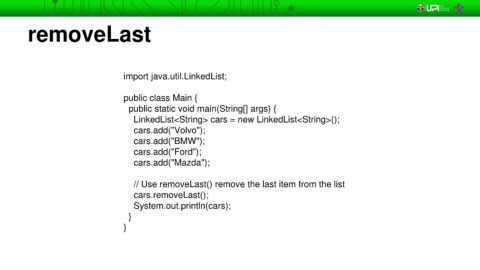 UPI
removeLast
import java.util.LinkedList;
public class Main {
public static void main(String[] args) {
LinkedList<String> cars = new LinkedList<String>();
cars.add("Volvo");
cars.add("BMW");
cars.add("Ford");
cars.add("Mazda");
// Use removeLast() remove the last item from the list
cars.removeLast();
System.out.println(cars);
}
}